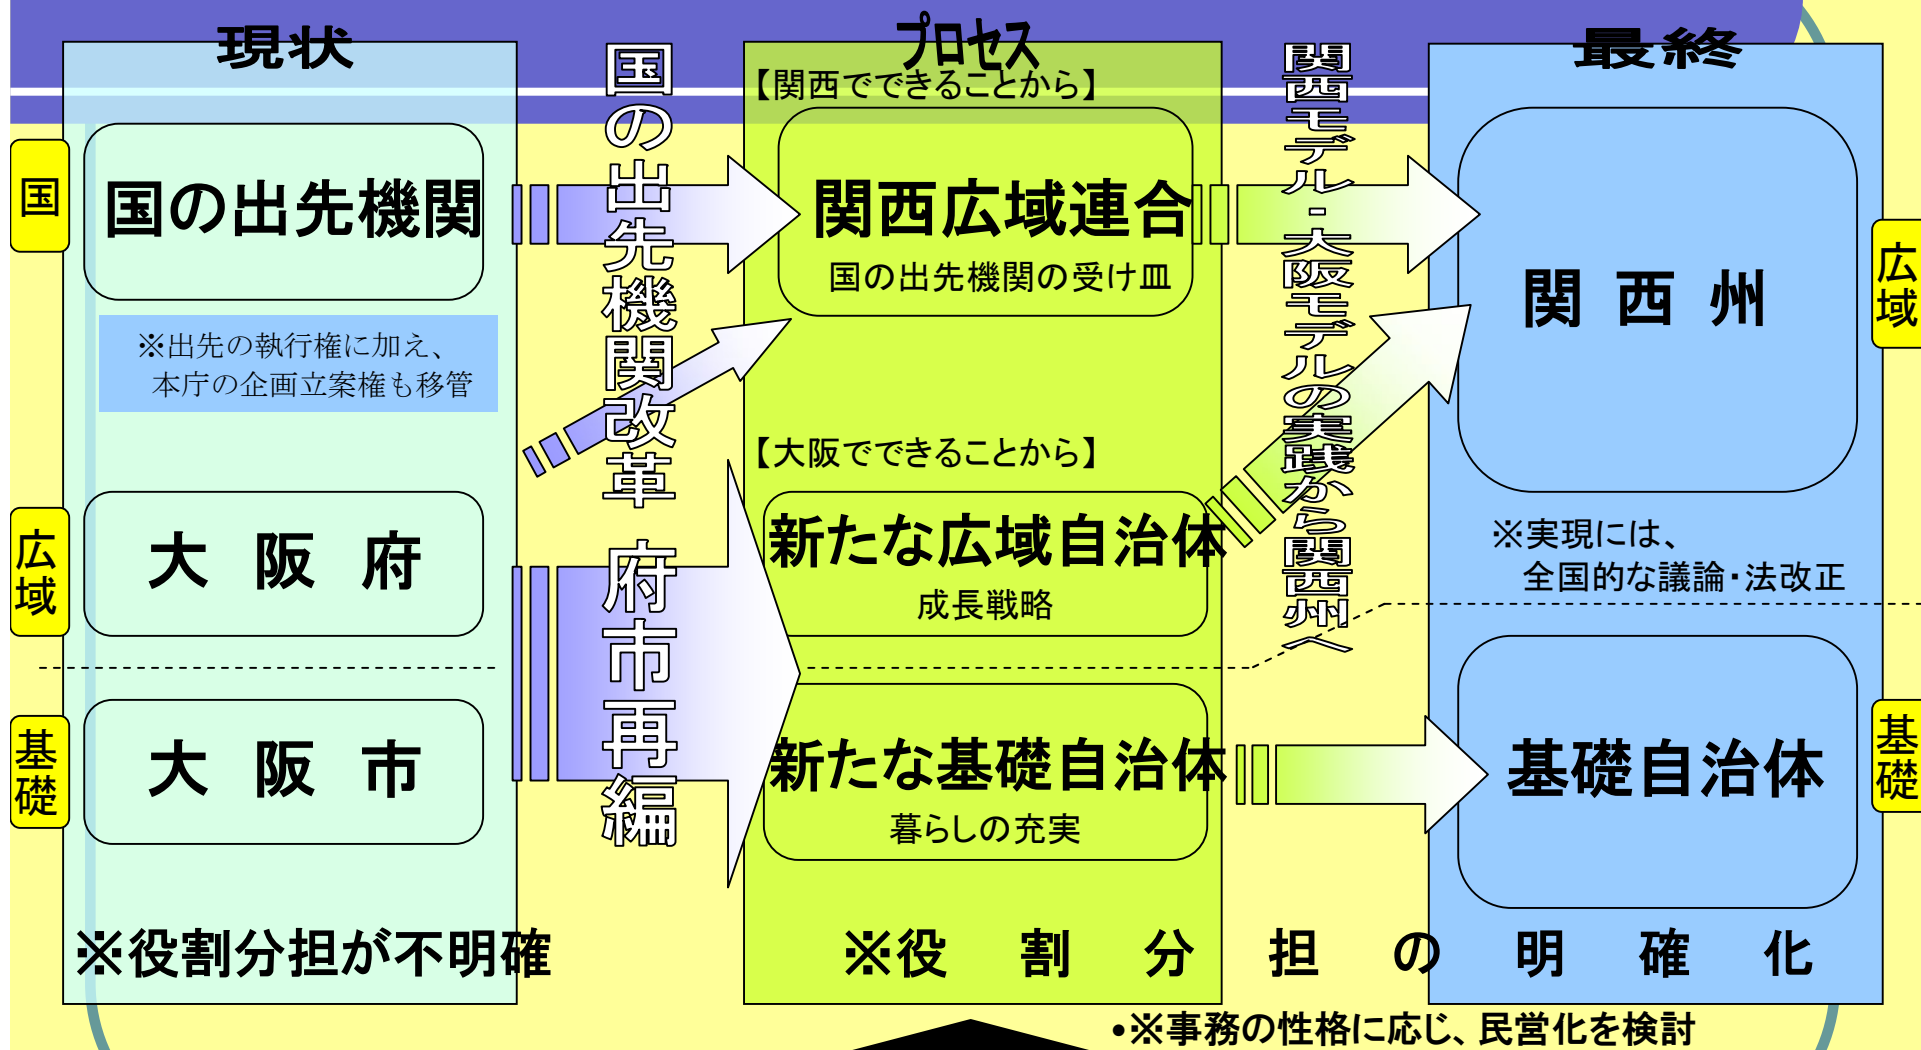 現状
国
国の出先機関
※出先の執行権に加え、
本庁の企画立案権も移管
広域
大阪府
基礎
大阪市
※役割分担が不明確
国の出先機関改革
府市再編
プロセス
【関西でできることから】
関西広域連合
国の出先機関の受け皿
【大阪でできることから】
新たな広域自治体
成長戦略
新たな基礎自治体
暮らしの充実
関西モデル・大阪モデルの実践から関西州へ
最終
関西州
広域
※実現には、
全国的な議論・法改正
基礎自治体
基礎
※役割分担の明確化
•※事務の性格に応じ、民営化を検討